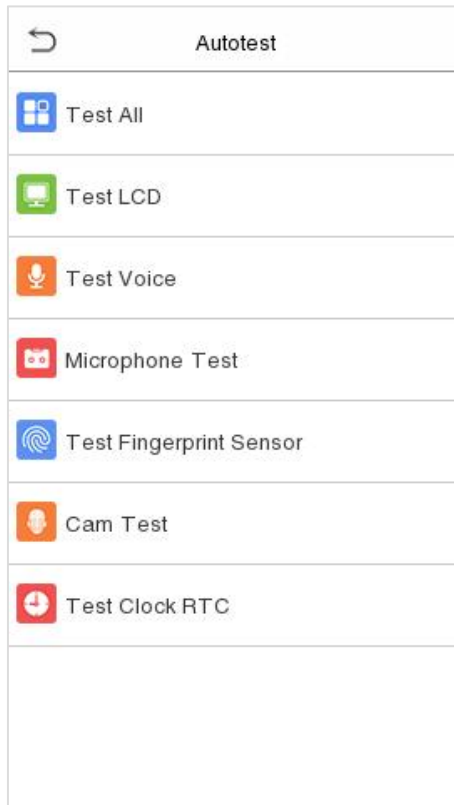 Autotest
Test All
Test LCD
Test Voice
Microphone Test
Test Fingerprint Sensor
Cam Test
Test Clock RTC